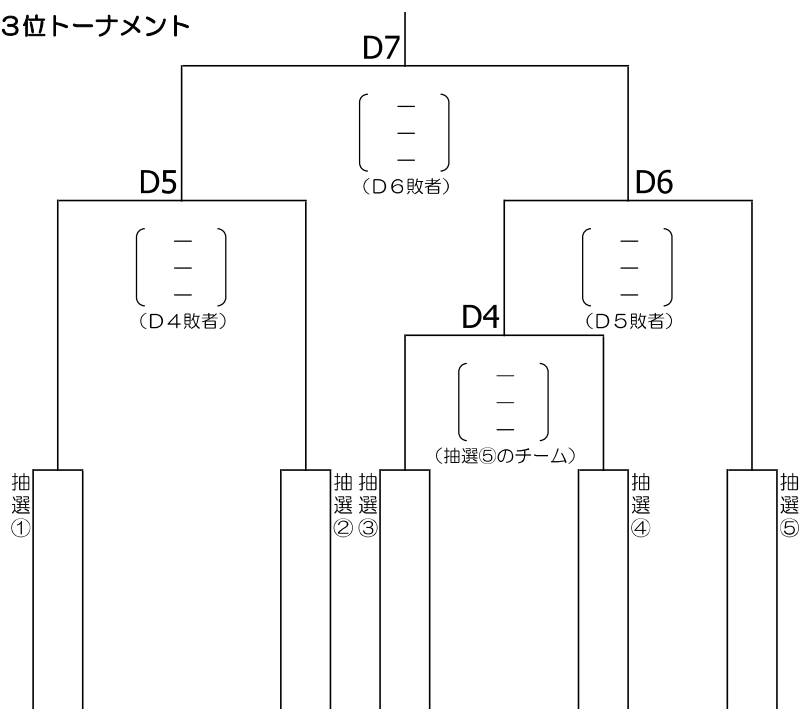 ３位トーナメント
D7
（Ｄ６敗者）
D5
D6
（Ｄ４敗者）
（Ｄ５敗者）
D4
（抽選⑤のチーム）
抽選①
抽選②
抽選③
抽選④
抽選⑤